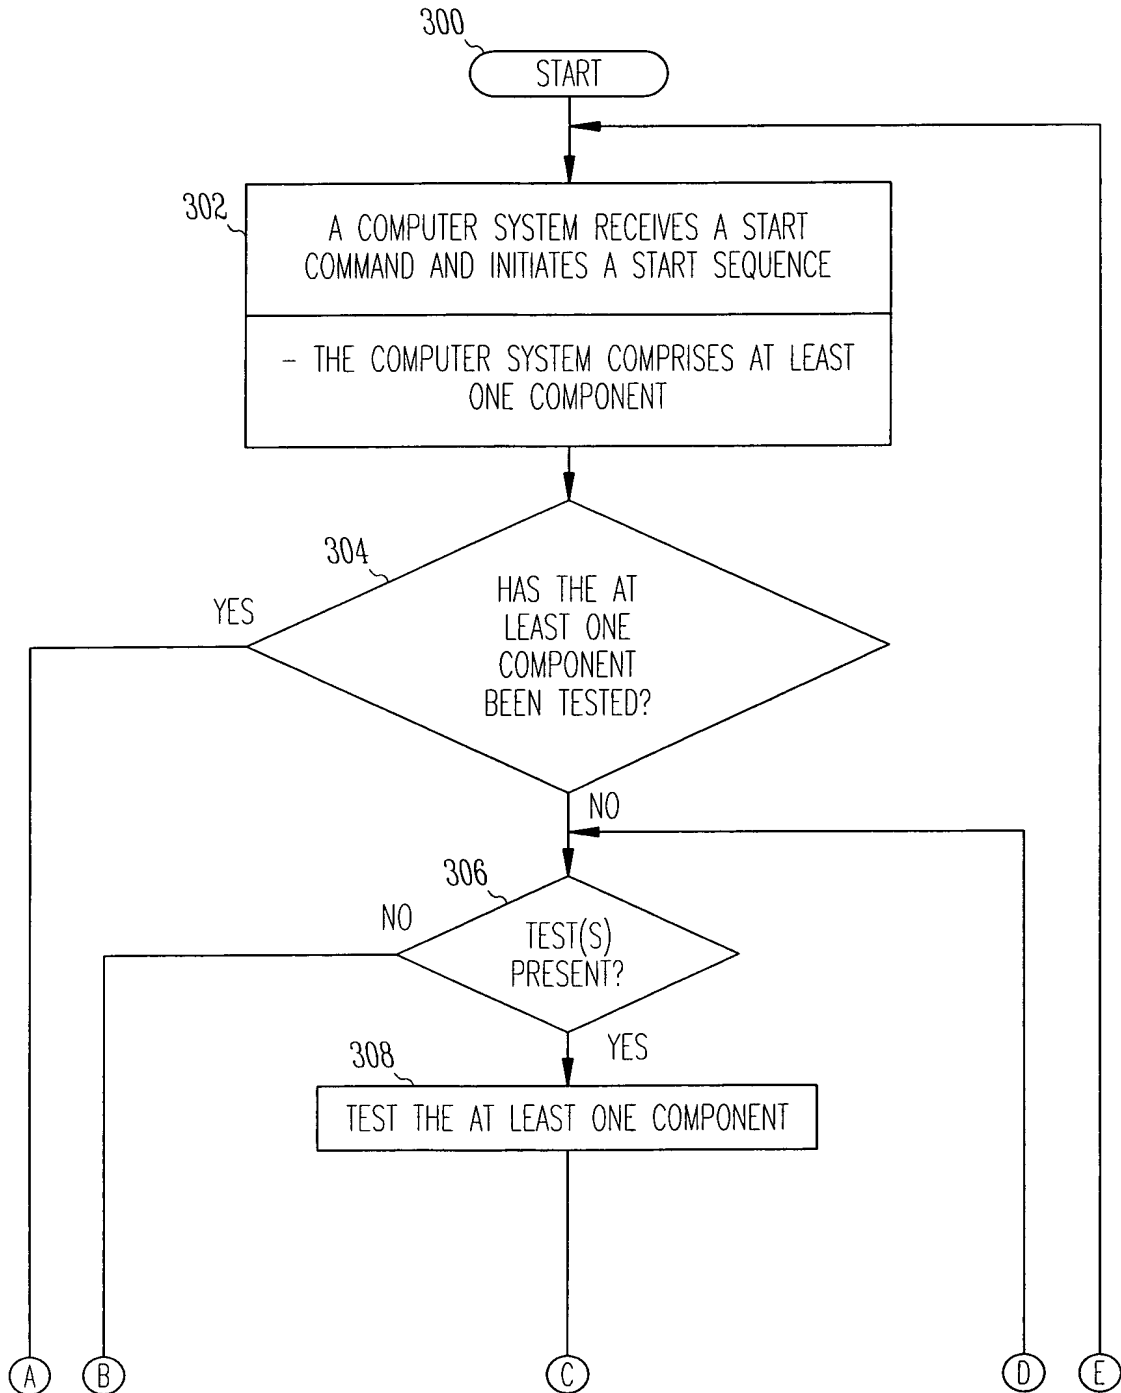 300
START
302
A COMPUTER SYSTEM RECEIVES A START
COMMAND AND INITIATES A START SEQUENCE
- THE COMPUTER SYSTEM COMPRISES AT LEAST
ONE COMPONENT
304
YES
HAS THE AT
LEAST ONE
COMPONENT
BEEN TESTED?
NO
306
NO
TEST(S)
PRESENT?
YES
308
TEST THE AT LEAST ONE COMPONENT
A
B
C
D
E